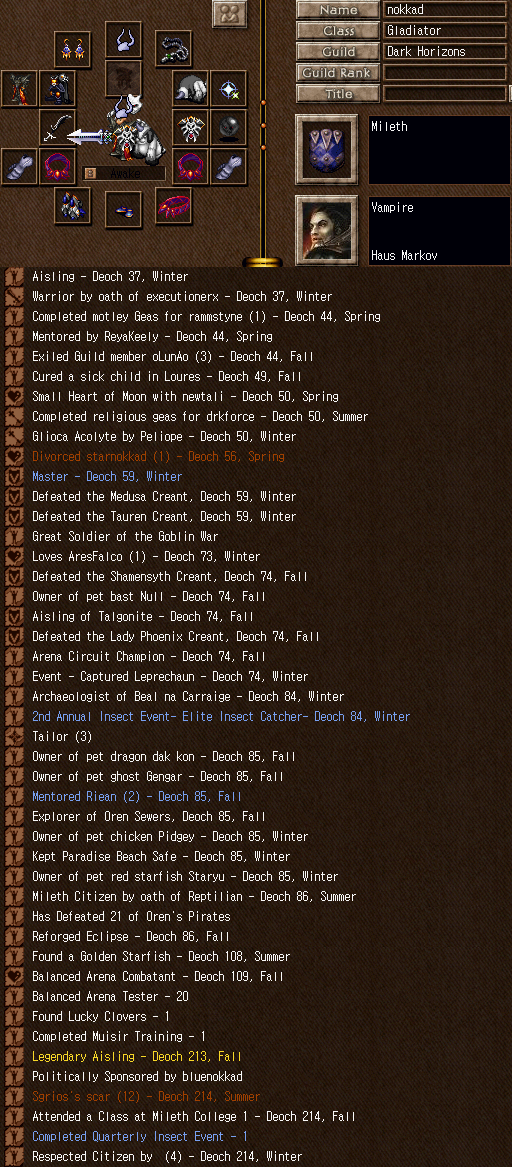 Name nokkad
Class Gladiator
Guild Dark Horizons
Guild Rank
Title
Mileth
Awake
Vampire
Haus Markov
Aisling - Deoch 37, Winter
Warrior by oath of executionerx - Deoch 37, Winter
Completed motley Geas for rammstyne (1) - Deoch 44, Spring
Mentored by ReyaKeely - Deoch 44, Spring
Exiled Guild member oLunAo (3) - Deoch 44, Fall
Cured a sick child in Loures - Deoch 49, Fall
Small Heart of Moon with newtali - Deoch 50, Spring
Completed religious geas for drkforce - Deoch 50, Summer
Glioca Acolyte by Peliope - Deoch 50, Winter
Divorced starnokkad (1) - Deoch 56, Spring
Master - Deoch 59, Winter
Defeated the Medusa Creant, Deoch 59, Winter
Defeated the Tauren Creant, Deoch 59, Winter
Great Soldier of the Goblin War
Loves AresFalco (1) - Deoch 73, Winter
Defeated the Shamensyth Creant, Deoch 74, Fall
Owner of pet bast Null - Deoch 74, Fall
Aisling of Talgonite - Deoch 74, Fall
Defeated the Lady Phoenix Creant, Deoch 74, Fall
Arena Circuit Champion - Deoch 74, Fall
Event - Captured Leprechaun - Deoch 74, Winter
Archaeologist of Beal na Carraige - Deoch 84, Winter
2nd Annual Insect Event- Elite Insect Catcher- Deoch 84, Winter
Tailor (3)
Owner of pet dragon dak kon - Deoch 85, Fall
Owner of pet ghost Gengar - Deoch 85, Fall
Mentored Riean (2) - Deoch 85, Fall
Explorer of Oren Sewers, Deoch 85, Fall
Owner of pet chicken Pidgey - Deoch 85, Winter
Kept Paradise Beach Safe - Deoch 85, Winter
Owner of pet red starfish Staryu - Deoch 85, Winter
Mileth Citizen by oath of Reptilian - Deoch 86, Summer
Has Defeated 21 of Oren's Pirates
Reforged Eclipse - Deoch 86, Fall
Found a Golden Starfish - Deoch 108, Summer
Balanced Arena Combatant - Deoch 109, Fall
Balanced Arena Tester - 20
Found Lucky Clovers - 1
Completed Muisir Training - 1
Legendary Aisling - Deoch 213, Fall
Politically Sponsored by bluenokkad
Sgrios's scar (12) - Deoch 214, Summer
Attended a Class at Mileth College 1 - Deoch 214, Fall
Completed Quarterly Insect Event - 1
Respected Citizen by  (4) - Deoch 214, Winter